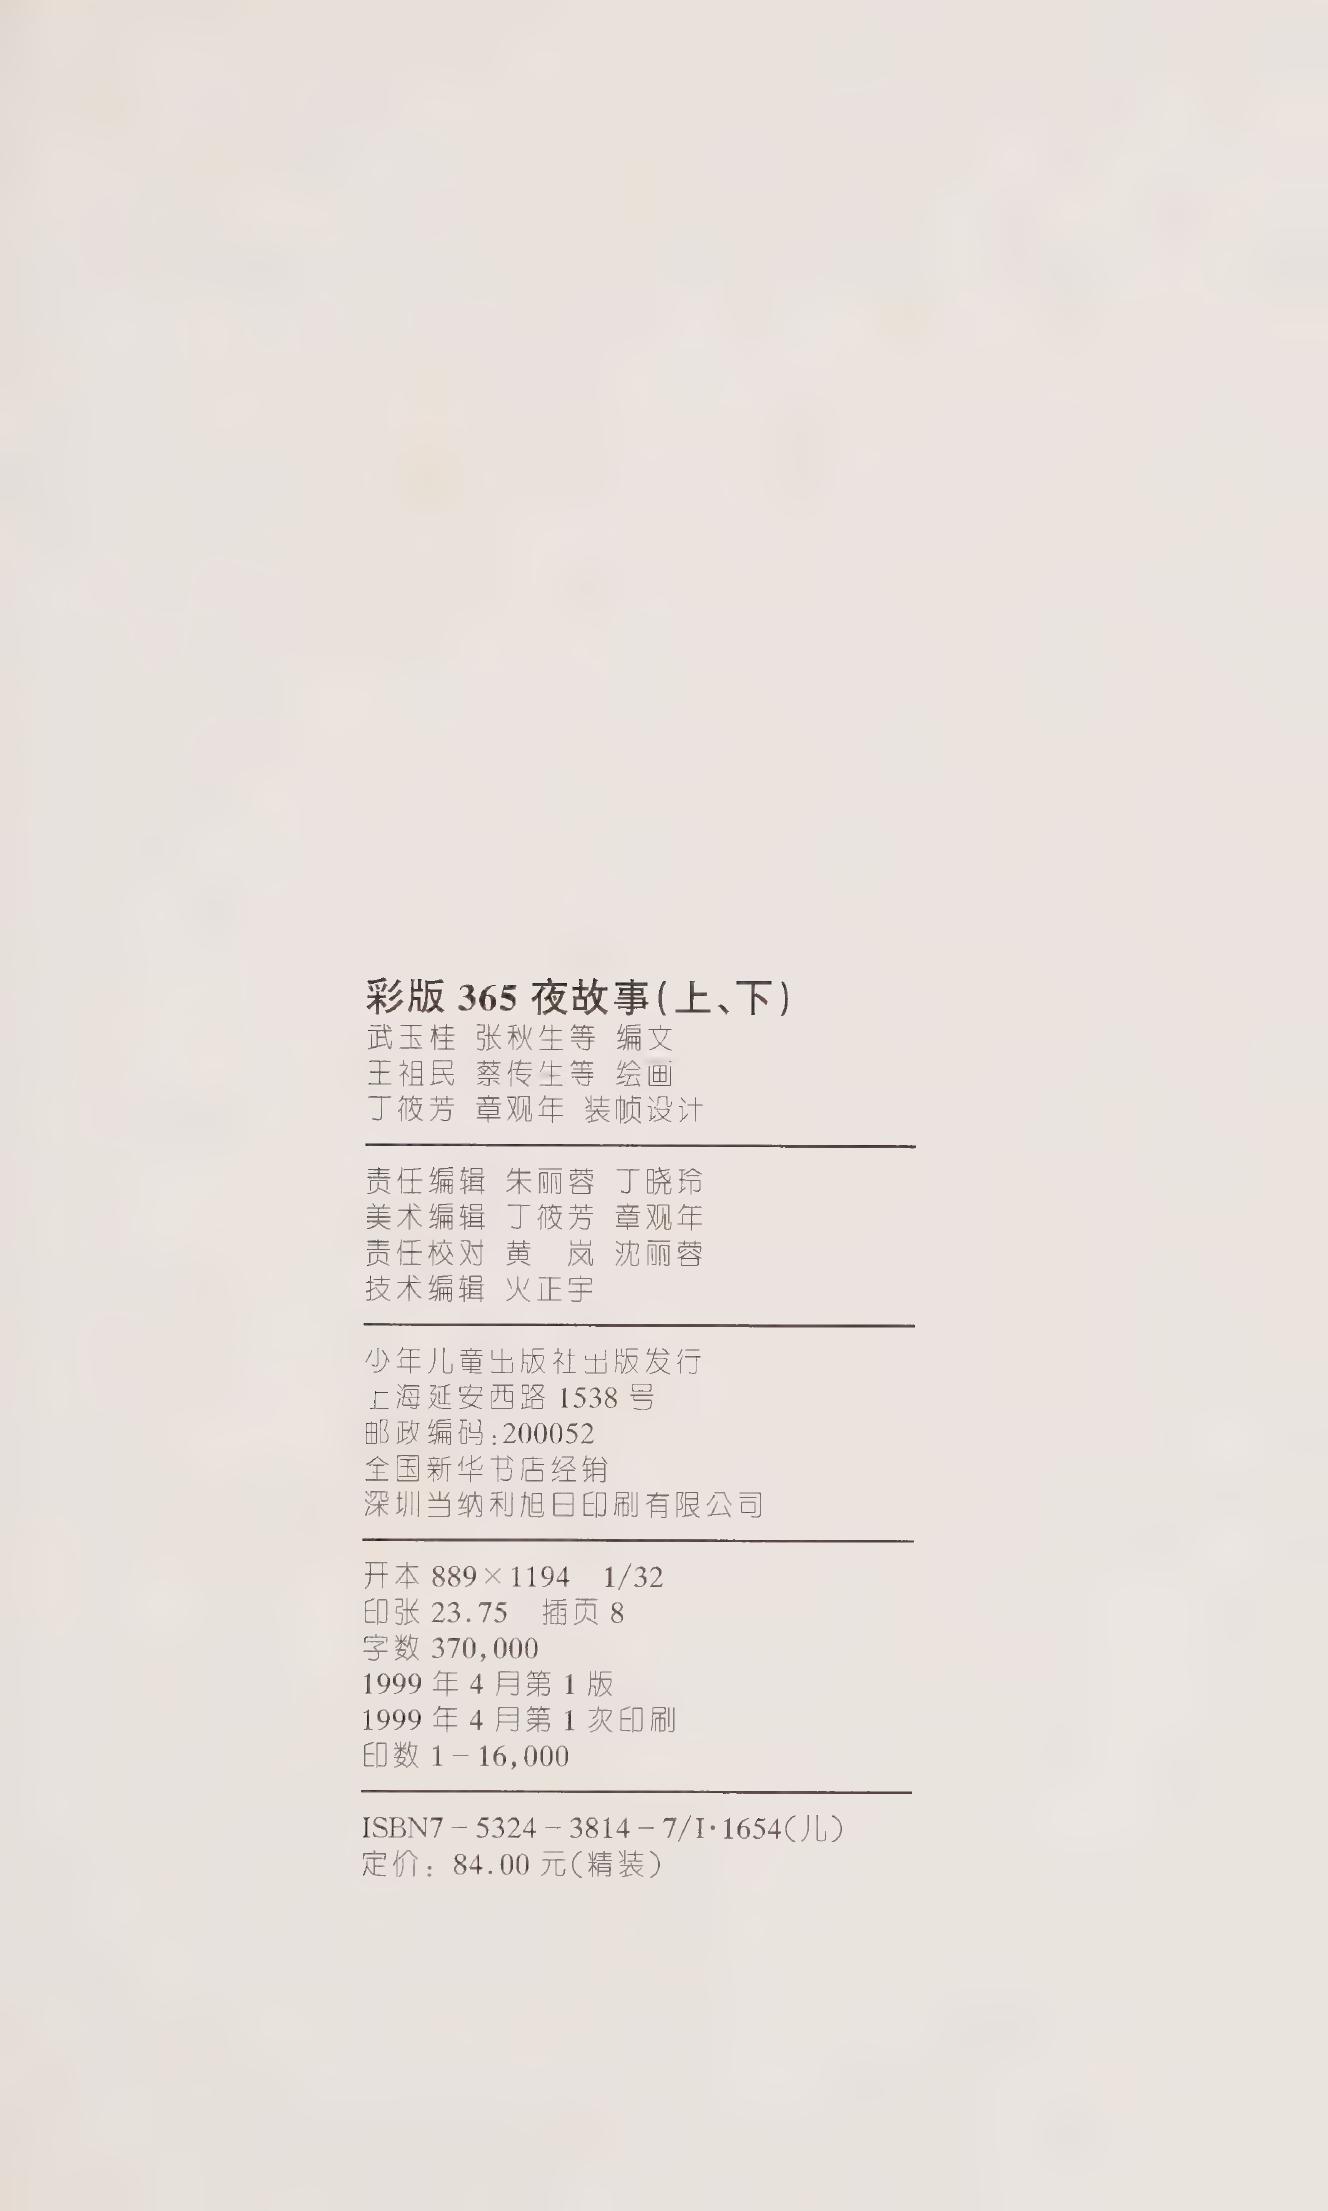 彩版 365 夜故事(上、下)
武玉桂 张秋生等 编文
王祖民 蔡传生等 绘画
丁筱芳 章观年 装帧设计
责任编辑 朱丽蓉 丁晓玲
美术编辑 丁筱芳 章观年
责任校对 黄　岚 沈丽蓉
技术编辑 火正宇
少年儿童出版社出版发行
上海延安西路 1538 号
邮政编码:200052
全国新华书店经销
深圳当纳利旭日印刷有限公司
开本 889×1194　1/32
印张 23.75　插页 8
字数 370,000
1999 年 4 月第 1 版
1999 年 4 月第 1 次印刷
印数 1－16,000
ISBN7－5324－3814－7/I·1654(儿)
定价: 84.00 元(精装)